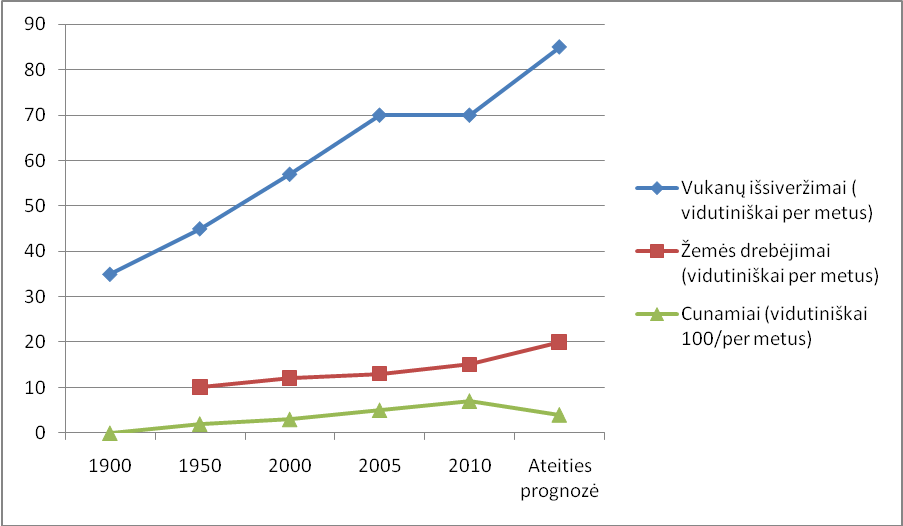 90
80
70
60
50
40
30
20
10
0
1900 1950 2000 2005 2010 Ateities
prognozė
Vukanų išsiveržimai (
vidutiniškai per metus)
Žemės drebėjimai
(vidutiniškai per metus)
Cunamiai (vidutiniškai
100/per metus)